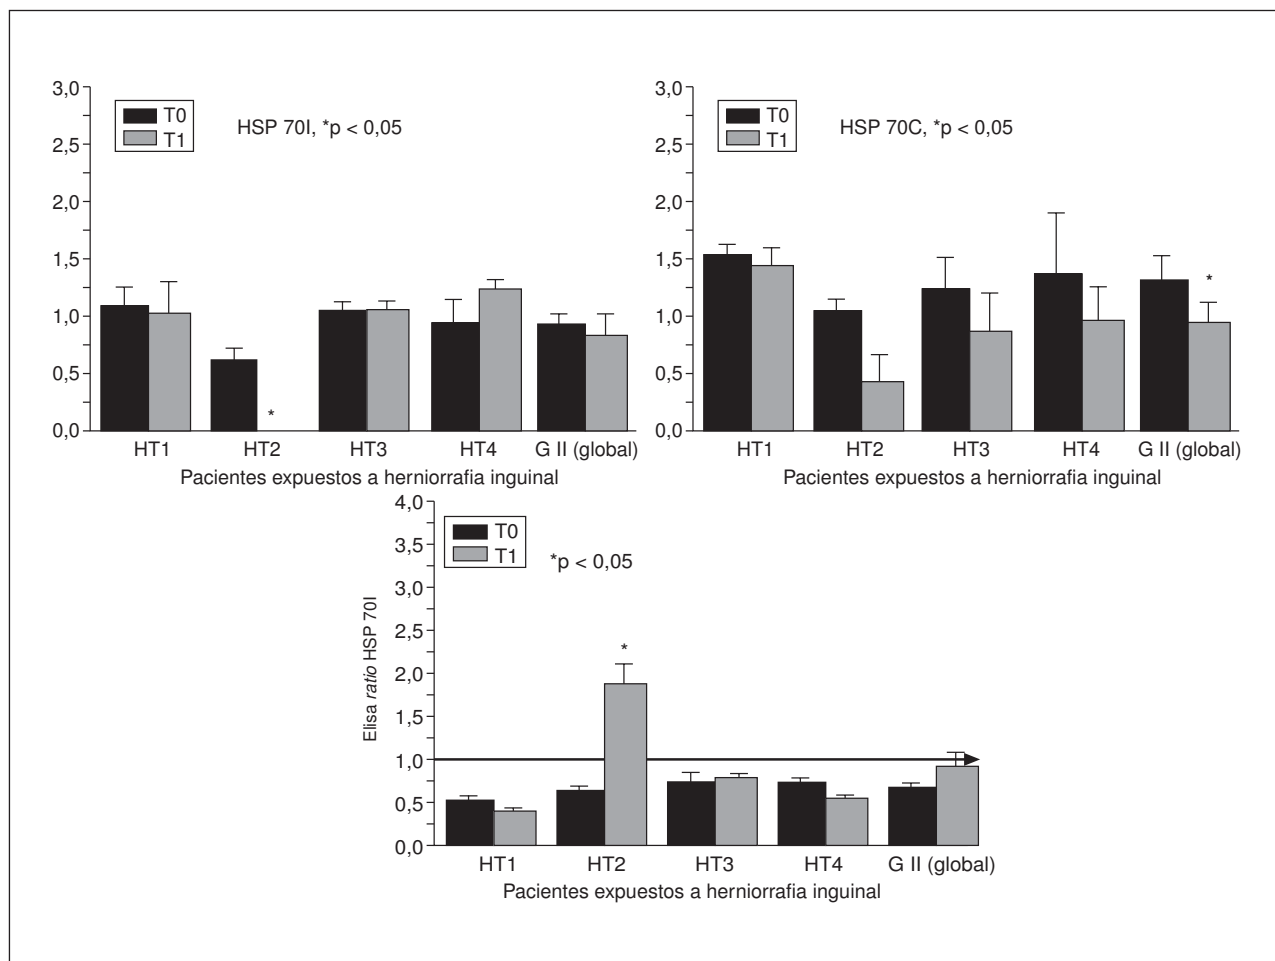 3,0
2,5
2,0
1,5
1,0
0,5
0,0
T0
T1
HSP 70I, *p < 0,05
*
HT1 HT2 HT3 HT4 G II (global)
Pacientes expuestos a herniorrafia inguinal
3,0
2,5
2,0
1,5
1,0
0,5
0,0
T0
T1
HSP 70C, *p < 0,05
*
HT1 HT2 HT3 HT4 G II (global)
Pacientes expuestos a herniorrafia inguinal
Elisa ratio HSP 70I
4,0
3,5
3,0
2,5
2,0
1,5
1,0
0,5
0,0
T0
T1
*p < 0,05
*
HT1 HT2 HT3 HT4 G II (global)
Pacientes expuestos a herniorrafia inguinal